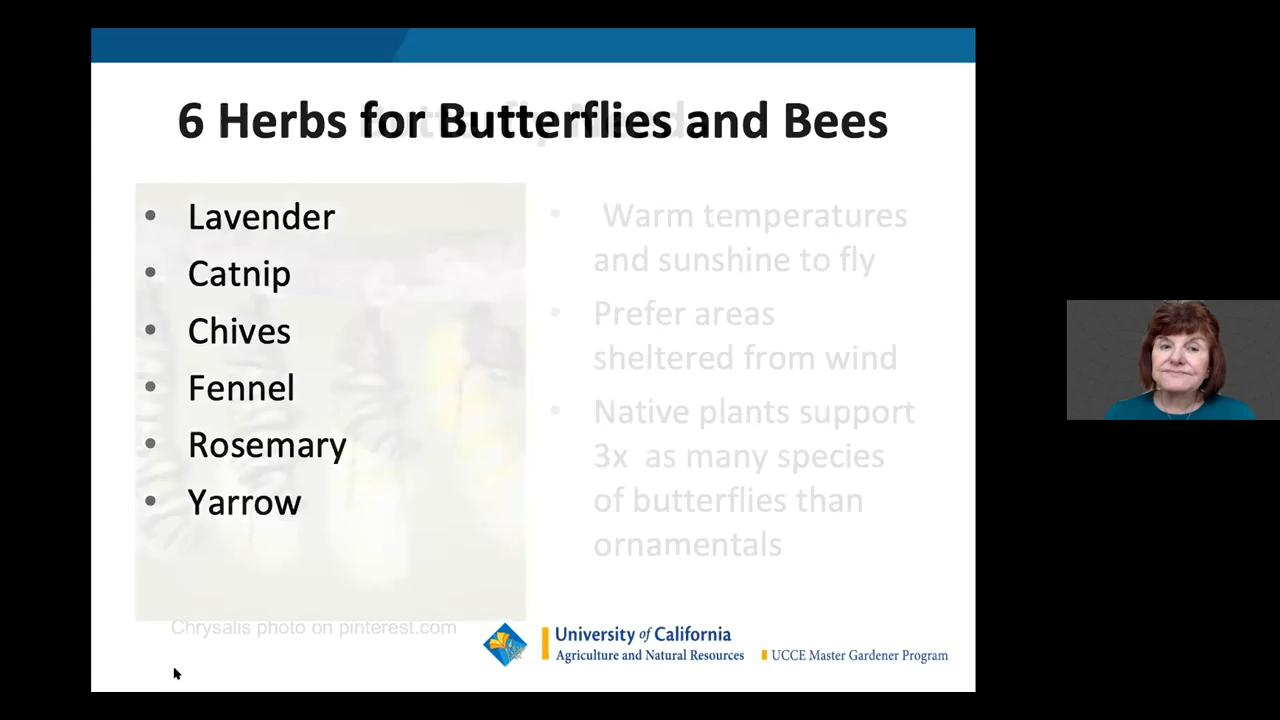 6 Herbs for Butterflies and Bees
Lavender
Catnip
Chives
Fennel
Rosemary
Yarrow
Warm temperatures
and sunshine to fly
Prefer areas
sheltered from wind
Native plants support
3x as many species
of butterflies than
ornamentals
Chrysalis photo on pinterest.com
University of California
Agriculture and Natural Resources
UCCE Master Gardener Program